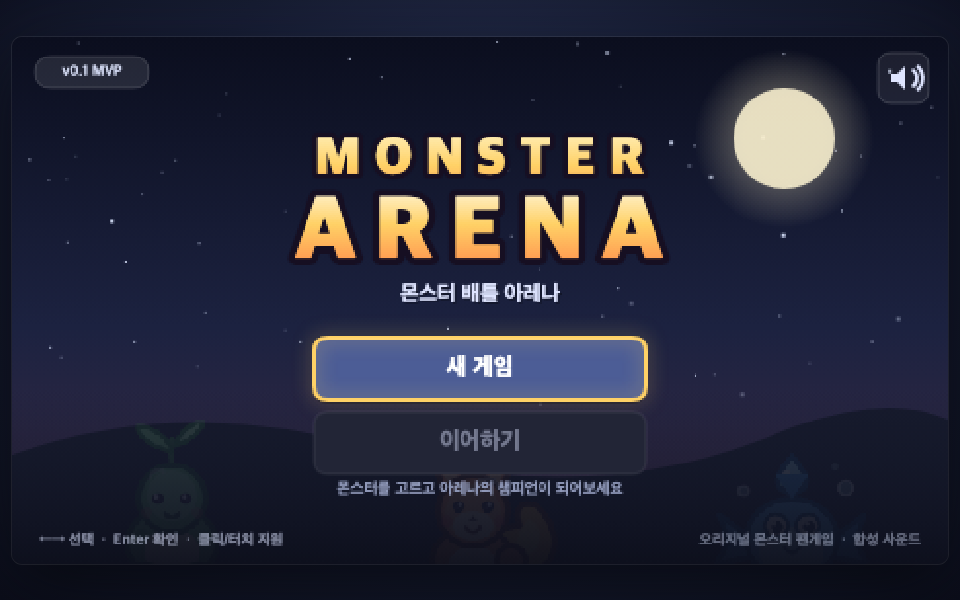 v0.1 MVP
MONSTER
ARENA
몬스터 배틀 아레나
새 게임
이어하기
몬스터를 고르고 아레나의 챔피언이 되어보세요
선택 · Enter 확인 · 클릭/터치 지원
오리지널 몬스터 팬게임 · 합성 사운드